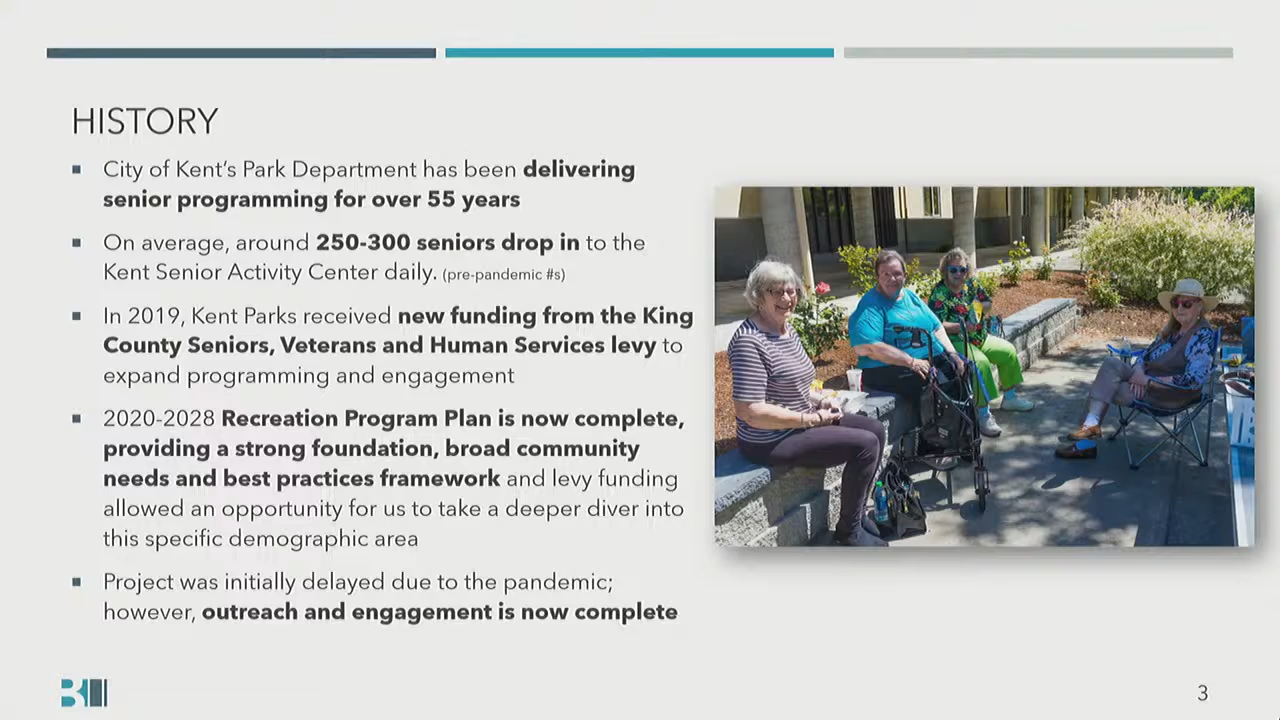 HISTORY
City of Kent's Park Department has been delivering
senior programming for over 55 years
On average, around 250-300 seniors drop in to the
Kent Senior Activity Center daily. (pre-pandemic #s)
In 2019, Kent Parks received new funding from the King
County Seniors, Veterans and Human Services levy to
expand programming and engagement
2020-2028 Recreation Program Plan is now complete,
providing a strong foundation, broad community
needs and best practices framework and levy funding
allowed an opportunity for us to take a deeper diver into
this specific demographic area
Project was initially delayed due to the pandemic;
however, outreach and engagement is now complete
3